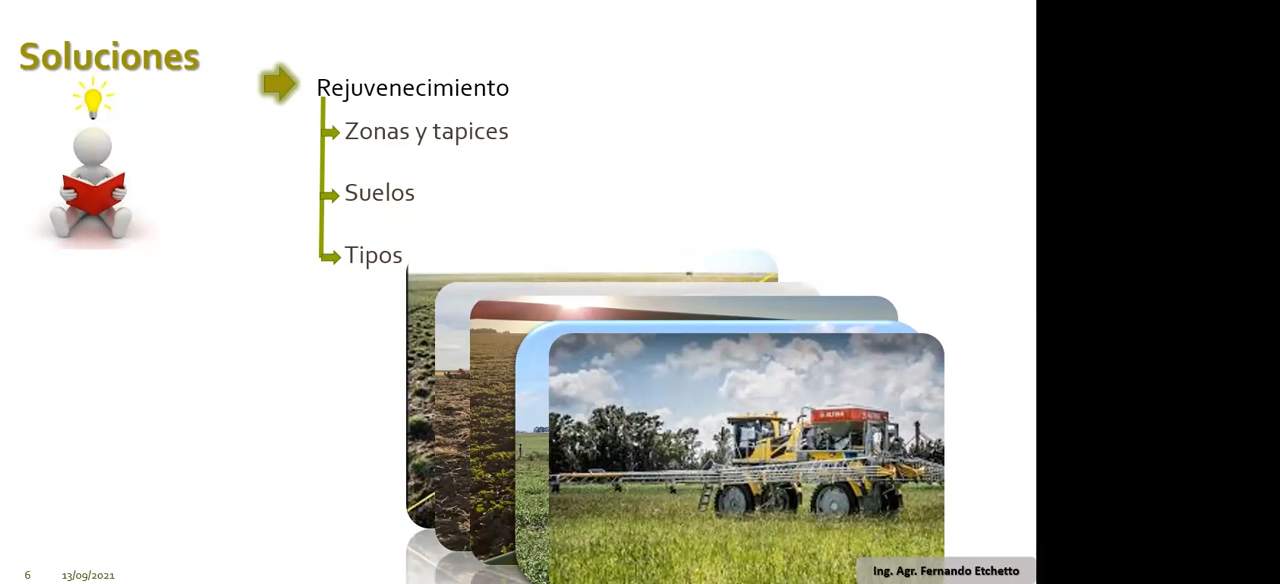 Soluciones
Rejuvenecimiento
Zonas y tapices
Suelos
Tipos
6
13/09/2021
Ing. Agr. Fernando Etchetto